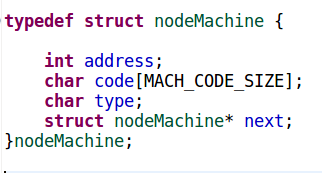 typedef struct nodeMachine {
int address;
char code[MACH_CODE_SIZE];
char type;
struct nodeMachine* next;
}nodeMachine;